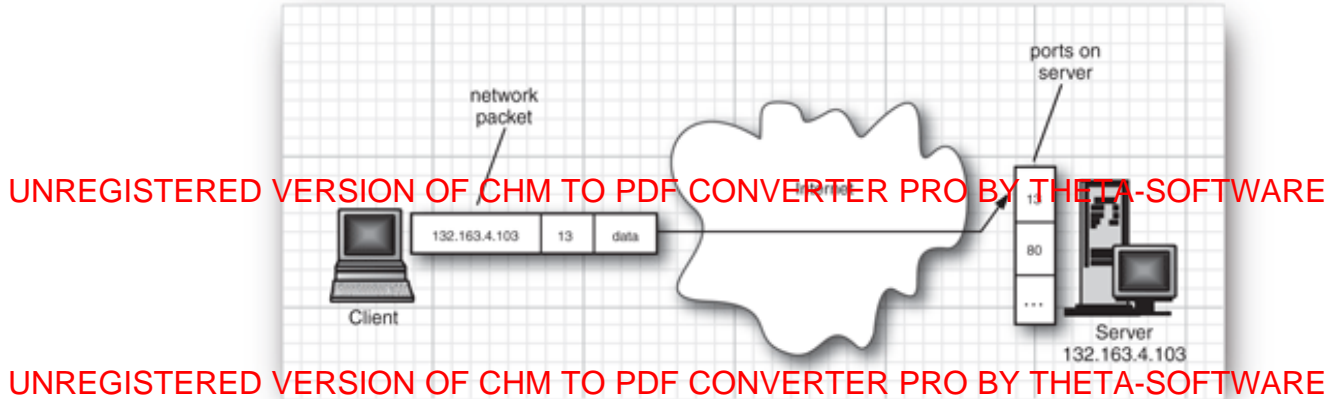 ports on
server
network
packet
UNREGISTERED VERSION OF CHM TO PDF CONVERTER PRO BY THETA-SOFTWARE
Internet
13
132.163.4.103
13
data
80
...
Client
Server
132.163.4.103
UNREGISTERED VERSION OF CHM TO PDF CONVERTER PRO BY THETA-SOFTWARE